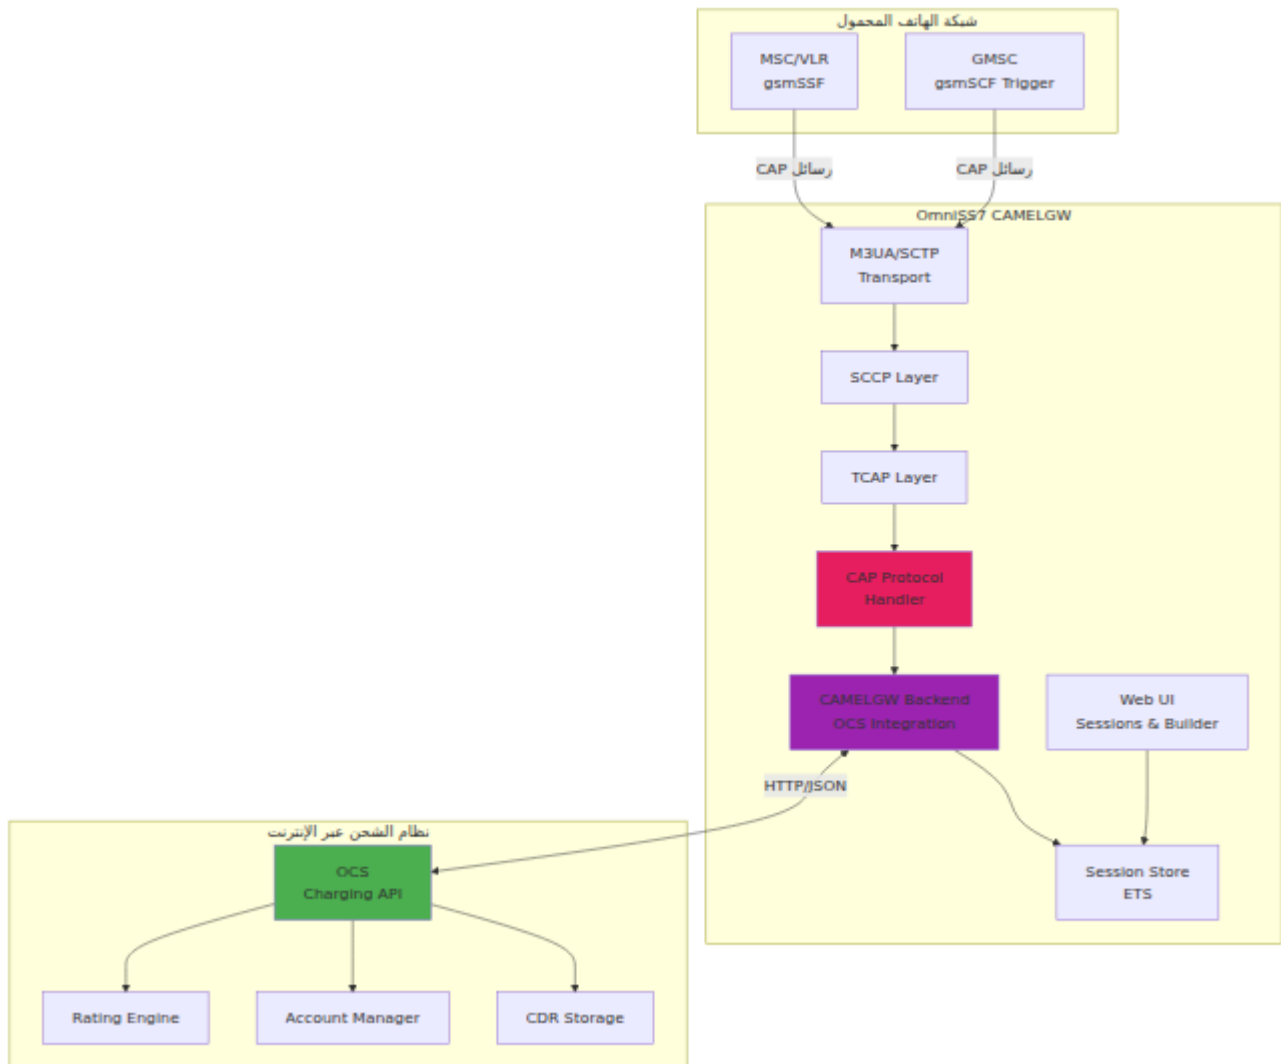 شبكة الهاتف المحمول
MSC/VLR
gsmSSF
GMSC
gsmSCF Trigger
رسائل CAP
رسائل CAP
OmniSS7 CAMELGW
M3UA/SCTP
Transport
SCCP Layer
TCAP Layer
CAP Protocol
Handler
CAMELGW Backend
OCS Integration
Web UI
Sessions & Builder
HTTP/JSON
نظام الشحن عبر الإنترنت
OCS
Charging API
Session Store
ETS
Rating Engine
Account Manager
CDR Storage